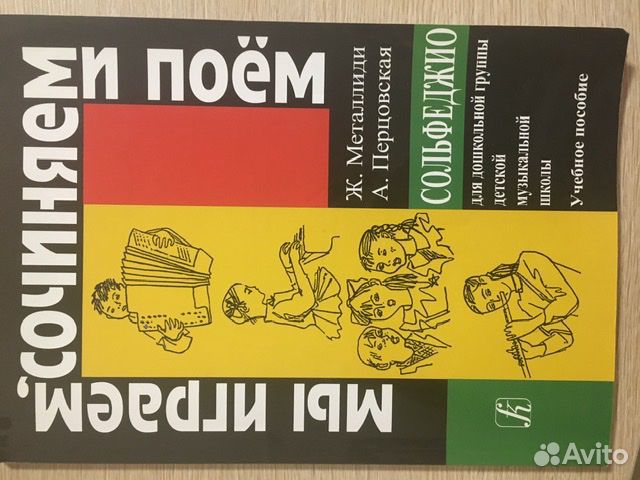 мы играем,
сочиняем
и поём
Ж. Металлиди
А. Перцовская
СОЛЬФЕДЖИО
для дошкольной группы
детской
музыкальной
школы
Учебное пособие
К
Avito